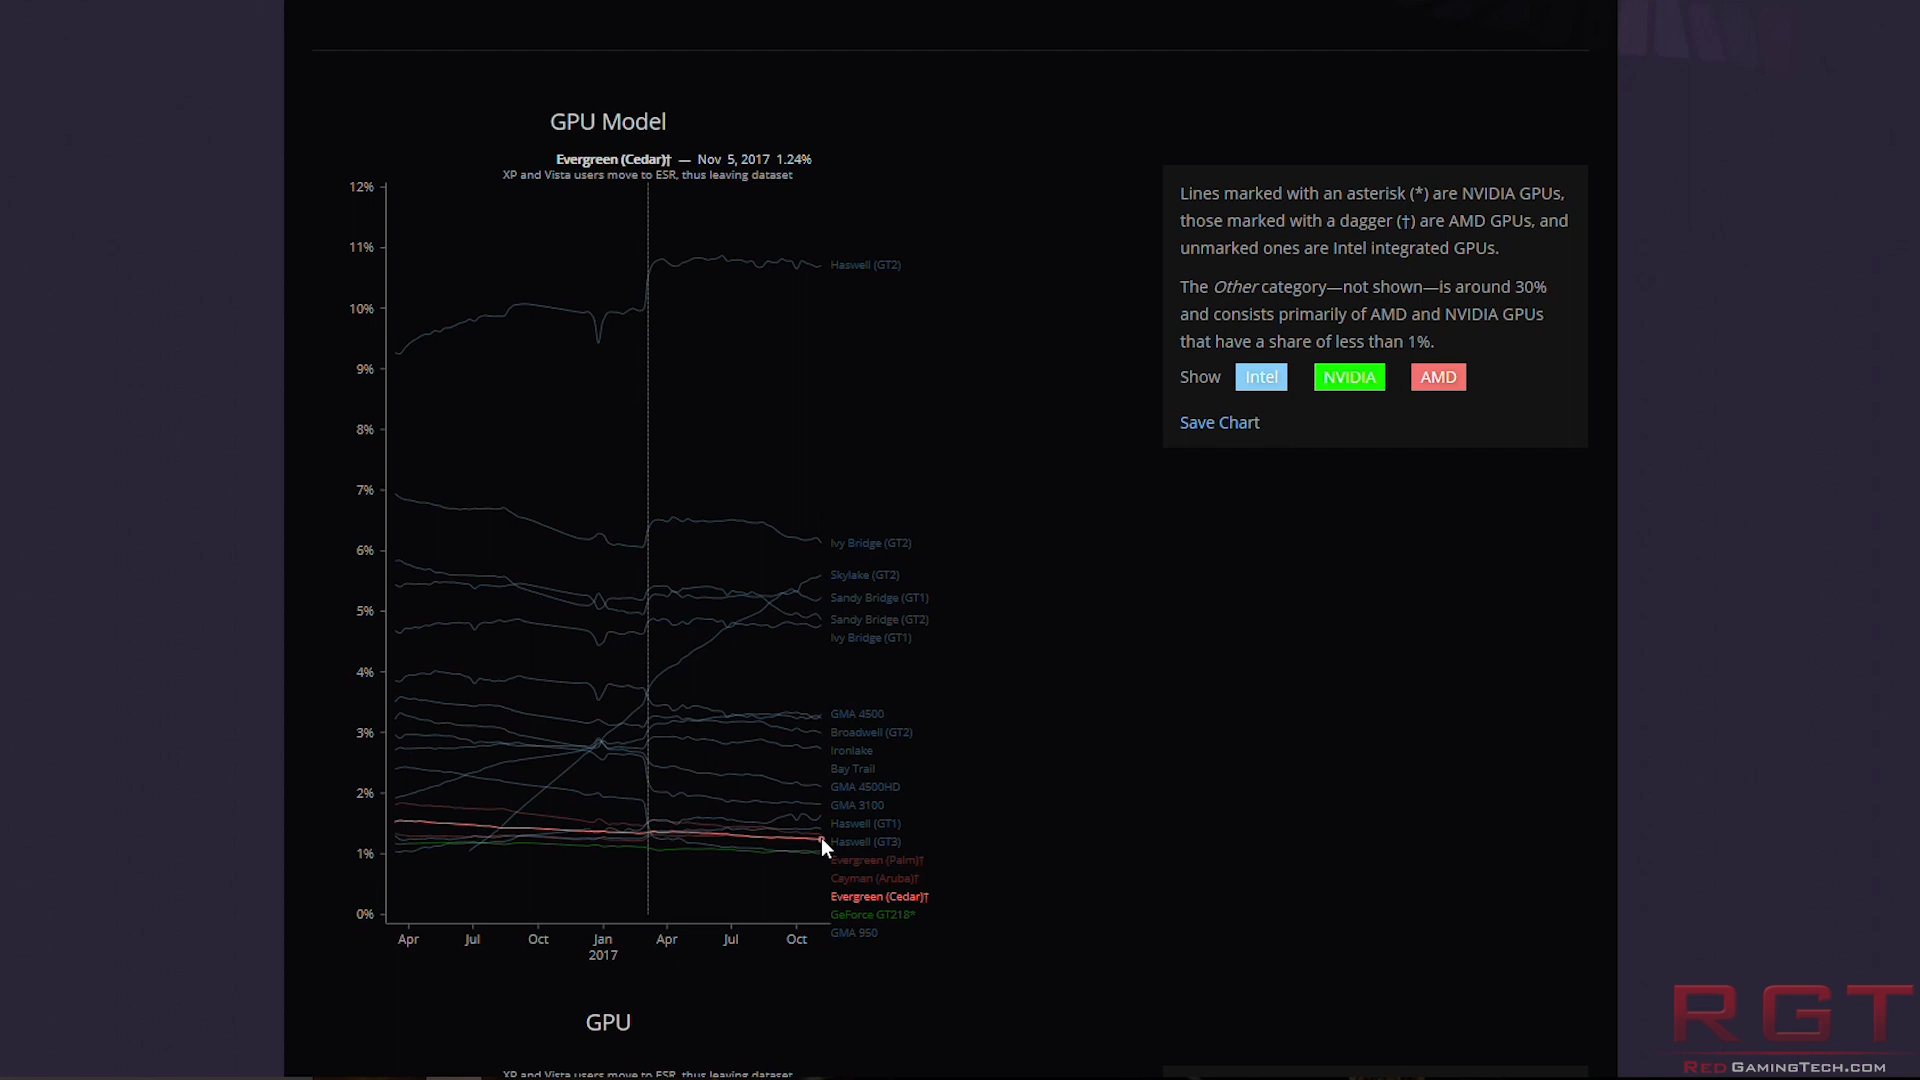 GPU Model
Evergreen (Cedar)† — Nov 5, 2017 1.24%
XP and Vista users move to ESR, thus leaving dataset
12%
11%
10%
9%
8%
7%
6%
5%
4%
3%
2%
1%
0%
Haswell (GT2)
Ivy Bridge (GT2)
Skylake (GT2)
Sandy Bridge (GT1)
Sandy Bridge (GT2)
Ivy Bridge (GT1)
GMA 4500
Broadwell (GT2)
Ironlake
Bay Trail
GMA 4500HD
GMA 3100
Haswell (GT1)
Haswell (GT3)
Evergreen (Palm)†
Cayman (Aruba)†
Evergreen (Cedar)†
GeForce GT218*
GMA 950
Apr Jul Oct Jan Apr Jul Oct
2017
Lines marked with an asterisk (*) are NVIDIA GPUs,
those marked with a dagger (†) are AMD GPUs, and
unmarked ones are Intel integrated GPUs.
The Other category—not shown—is around 30%
and consists primarily of AMD and NVIDIA GPUs
that have a share of less than 1%.
Show Intel NVIDIA AMD
Save Chart
GPU
XP and Vista users move to ESR, thus leaving dataset
RGT
REDGAMINGTECH.COM